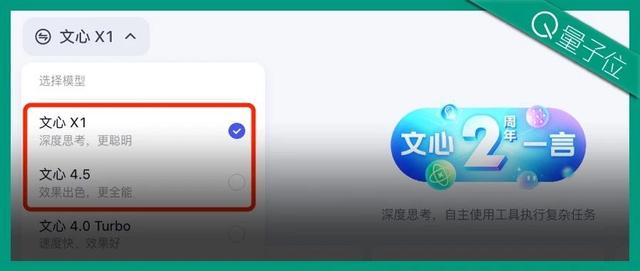 文心 X1
选择模型
文心 X1
深度思考，更聪明
文心 4.5
效果出色，更全能
文心 4.0 Turbo
速度快、效果好
量子位
文心2周年一言
深度思考，自主使用工具执行复杂任务